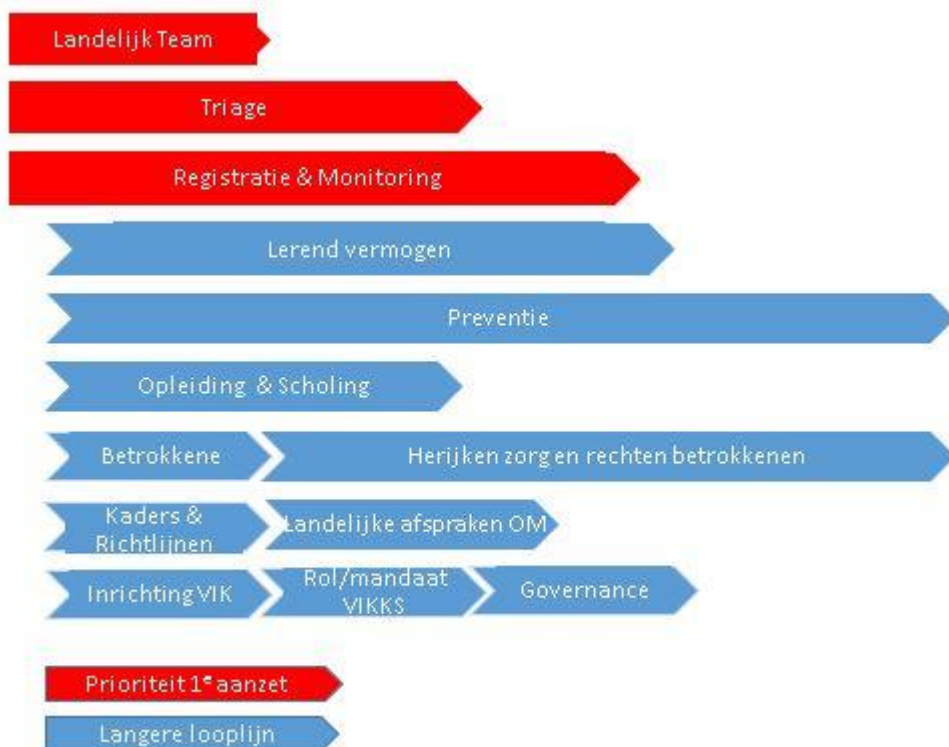 Landelijk Team
Triage
Registratie & Monitoring
Lerend vermogen
Preventie
Opleiding & Scholing
Betrokkene
Herijken zorg en rechten betrokkenen
Kaders &
Richtlijnen
Landelijke afspraken OM
Inrichting VIK
Rol/mandaat
VIKKS
Governance
Prioriteit 1e aanzet
Langere looplijn